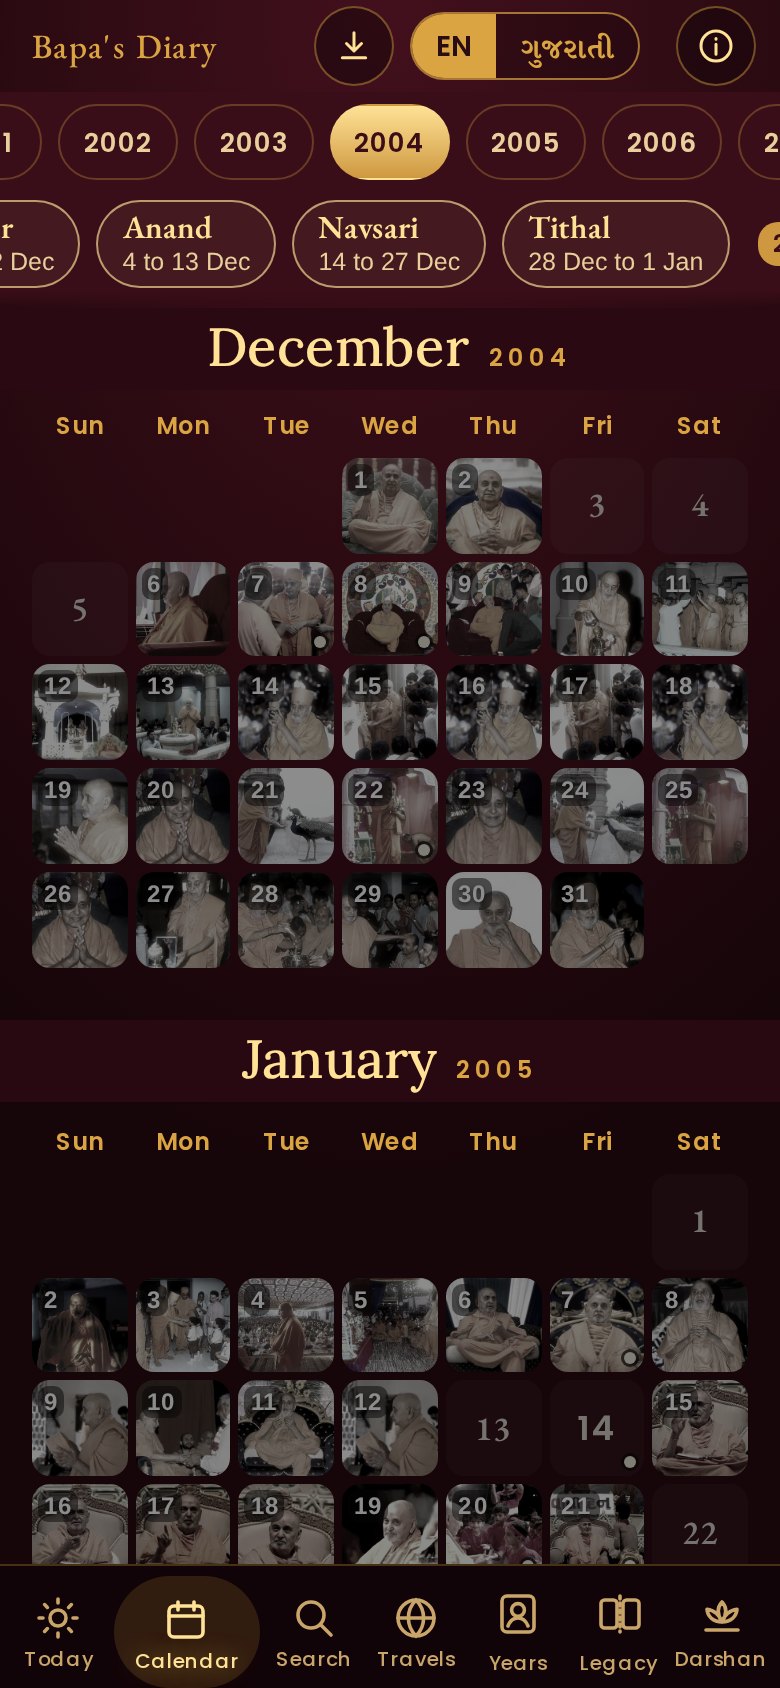 Bapa's Diary
EN
ગુજરાતી
2002
2003
2004
2005
2006
Anand
4 to 13 Dec
Navsari
14 to 27 Dec
Tithal
28 Dec to 1 Jan
December 2004
Sun Mon Tue Wed Thu Fri Sat
1 2 3 4
5 6 7 8 9 10 11
12 13 14 15 16 17 18
19 20 21 22 23 24 25
26 27 28 29 30 31
January 2005
Sun Mon Tue Wed Thu Fri Sat
1
2 3 4 5 6 7 8
9 10 11 12 13 14 15
16 17 18 19 20 21 22
Today Calendar Search Travels Years Legacy Darshan